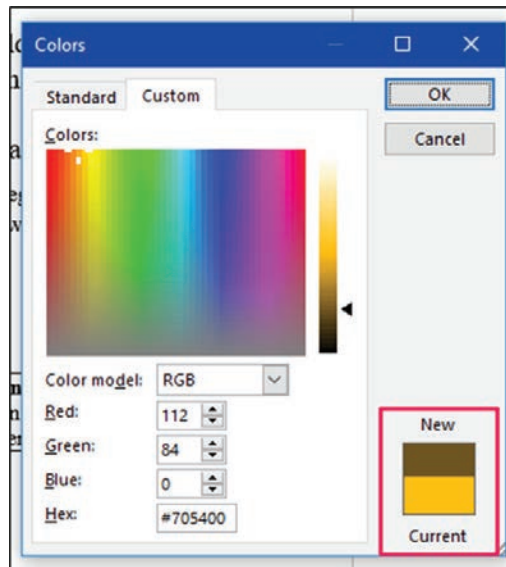 Colors
Standard
Custom
OK
Cancel
Colors:
Color model: RGB
Red: 112
Green: 84
Blue: 0
Hex: #705400
New
Current